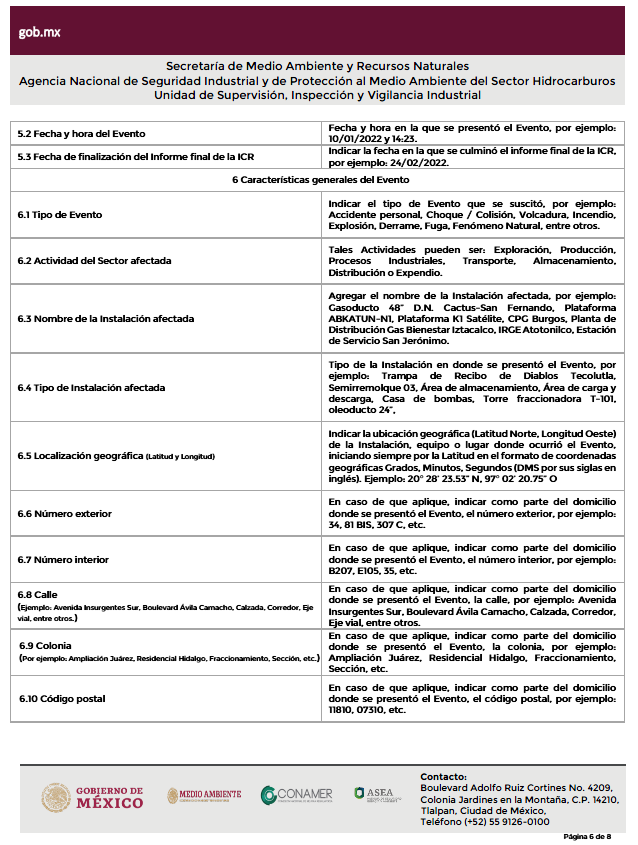 gob.mx
Secretaría de Medio Ambiente y Recursos Naturales
Agencia Nacional de Seguridad Industrial y de Protección al Medio Ambiente del Sector Hidrocarburos
Unidad de Supervisión, Inspección y Vigilancia Industrial
5.2 Fecha y hora del Evento
Fecha y hora en la que se presentó el Evento, por ejemplo:
10/01/2022 y 14:23.
5.3 Fecha de finalización del Informe final de la ICR
Indicar la fecha en la que se culminó el informe final de la ICR,
por ejemplo: 24/02/2022.
6 Características generales del Evento
6.1 Tipo de Evento
Indicar el tipo de Evento que se suscitó, por ejemplo:
Accidente personal, Choque / Colisión, Volcadura, Incendio,
Explosión, Derrame, Fuga, Fenómeno Natural, entre otros.
6.2 Actividad del Sector afectada
Tales Actividades pueden ser: Exploración, Producción,
Procesos Industriales, Transporte, Almacenamiento,
Distribución o Expendio.
6.3 Nombre de la Instalación afectada
Agregar el nombre de la Instalación afectada, por ejemplo:
Gasoducto 48” D.N. Cactus-San Fernando, Plataforma
ABKATUN-N1, Plataforma K1 Satélite, CPG Burgos, Planta de
Distribución Gas Bienestar Iztacalco, IRGE Atotonilco, Estación
de Servicio San Jerónimo.
6.4 Tipo de Instalación afectada
Tipo de la Instalación en donde se presentó el Evento, por
ejemplo: Trampa de Recibo de Diablos Tecolutla,
Semirremolque 03, Área de almacenamiento, Área de carga y
descarga, Casa de bombas, Torre fraccionadora T-101,
oleoducto 24”,
6.5 Localización geográfica (Latitud y Longitud)
Indicar la ubicación geográfica (Latitud Norte, Longitud Oeste)
de la Instalación, equipo o lugar donde ocurrió el Evento,
iniciando siempre por la Latitud en el formato de coordenadas
geográficas Grados, Minutos, Segundos (DMS por sus siglas en
inglés). Ejemplo: 20° 28’ 23.53” N, 97° 02’ 20.75” O
6.6 Número exterior
En caso de que aplique, indicar como parte del domicilio
donde se presentó el Evento, el número exterior, por ejemplo:
34, 81 BIS, 307 C, etc.
6.7 Número interior
En caso de que aplique, indicar como parte del domicilio
donde se presentó el Evento, el número interior, por ejemplo:
B207, E105, 35, etc.
6.8 Calle
(Ejemplo: Avenida Insurgentes Sur, Boulevard Ávila Camacho, Calzada, Corredor, Eje
vial, entre otros.)
En caso de que aplique, indicar como parte del domicilio
donde se presentó el Evento, la calle, por ejemplo: Avenida
Insurgentes Sur, Boulevard Ávila Camacho, Calzada, Corredor,
Eje vial, entre otros.
6.9 Colonia
(Por ejemplo: Ampliación Juárez, Residencial Hidalgo, Fraccionamiento, Sección, etc.)
En caso de que aplique, indicar como parte del domicilio
donde se presentó el Evento, la colonia, por ejemplo:
Ampliación Juárez, Residencial Hidalgo, Fraccionamiento,
Sección, etc.
6.10 Código postal
En caso de que aplique, indicar como parte del domicilio
donde se presentó el Evento, el código postal, por ejemplo:
11810, 07310, etc.
GOBIERNO DE
MÉXICO
MEDIO AMBIENTE
CONAMER
ASEA
Contacto:
Boulevard Adolfo Ruiz Cortines No. 4209,
Colonia Jardines en la Montaña, C.P. 14210,
Tlalpan, Ciudad de México,
Teléfono (+52) 55 9126-0100
Página 6 de 8